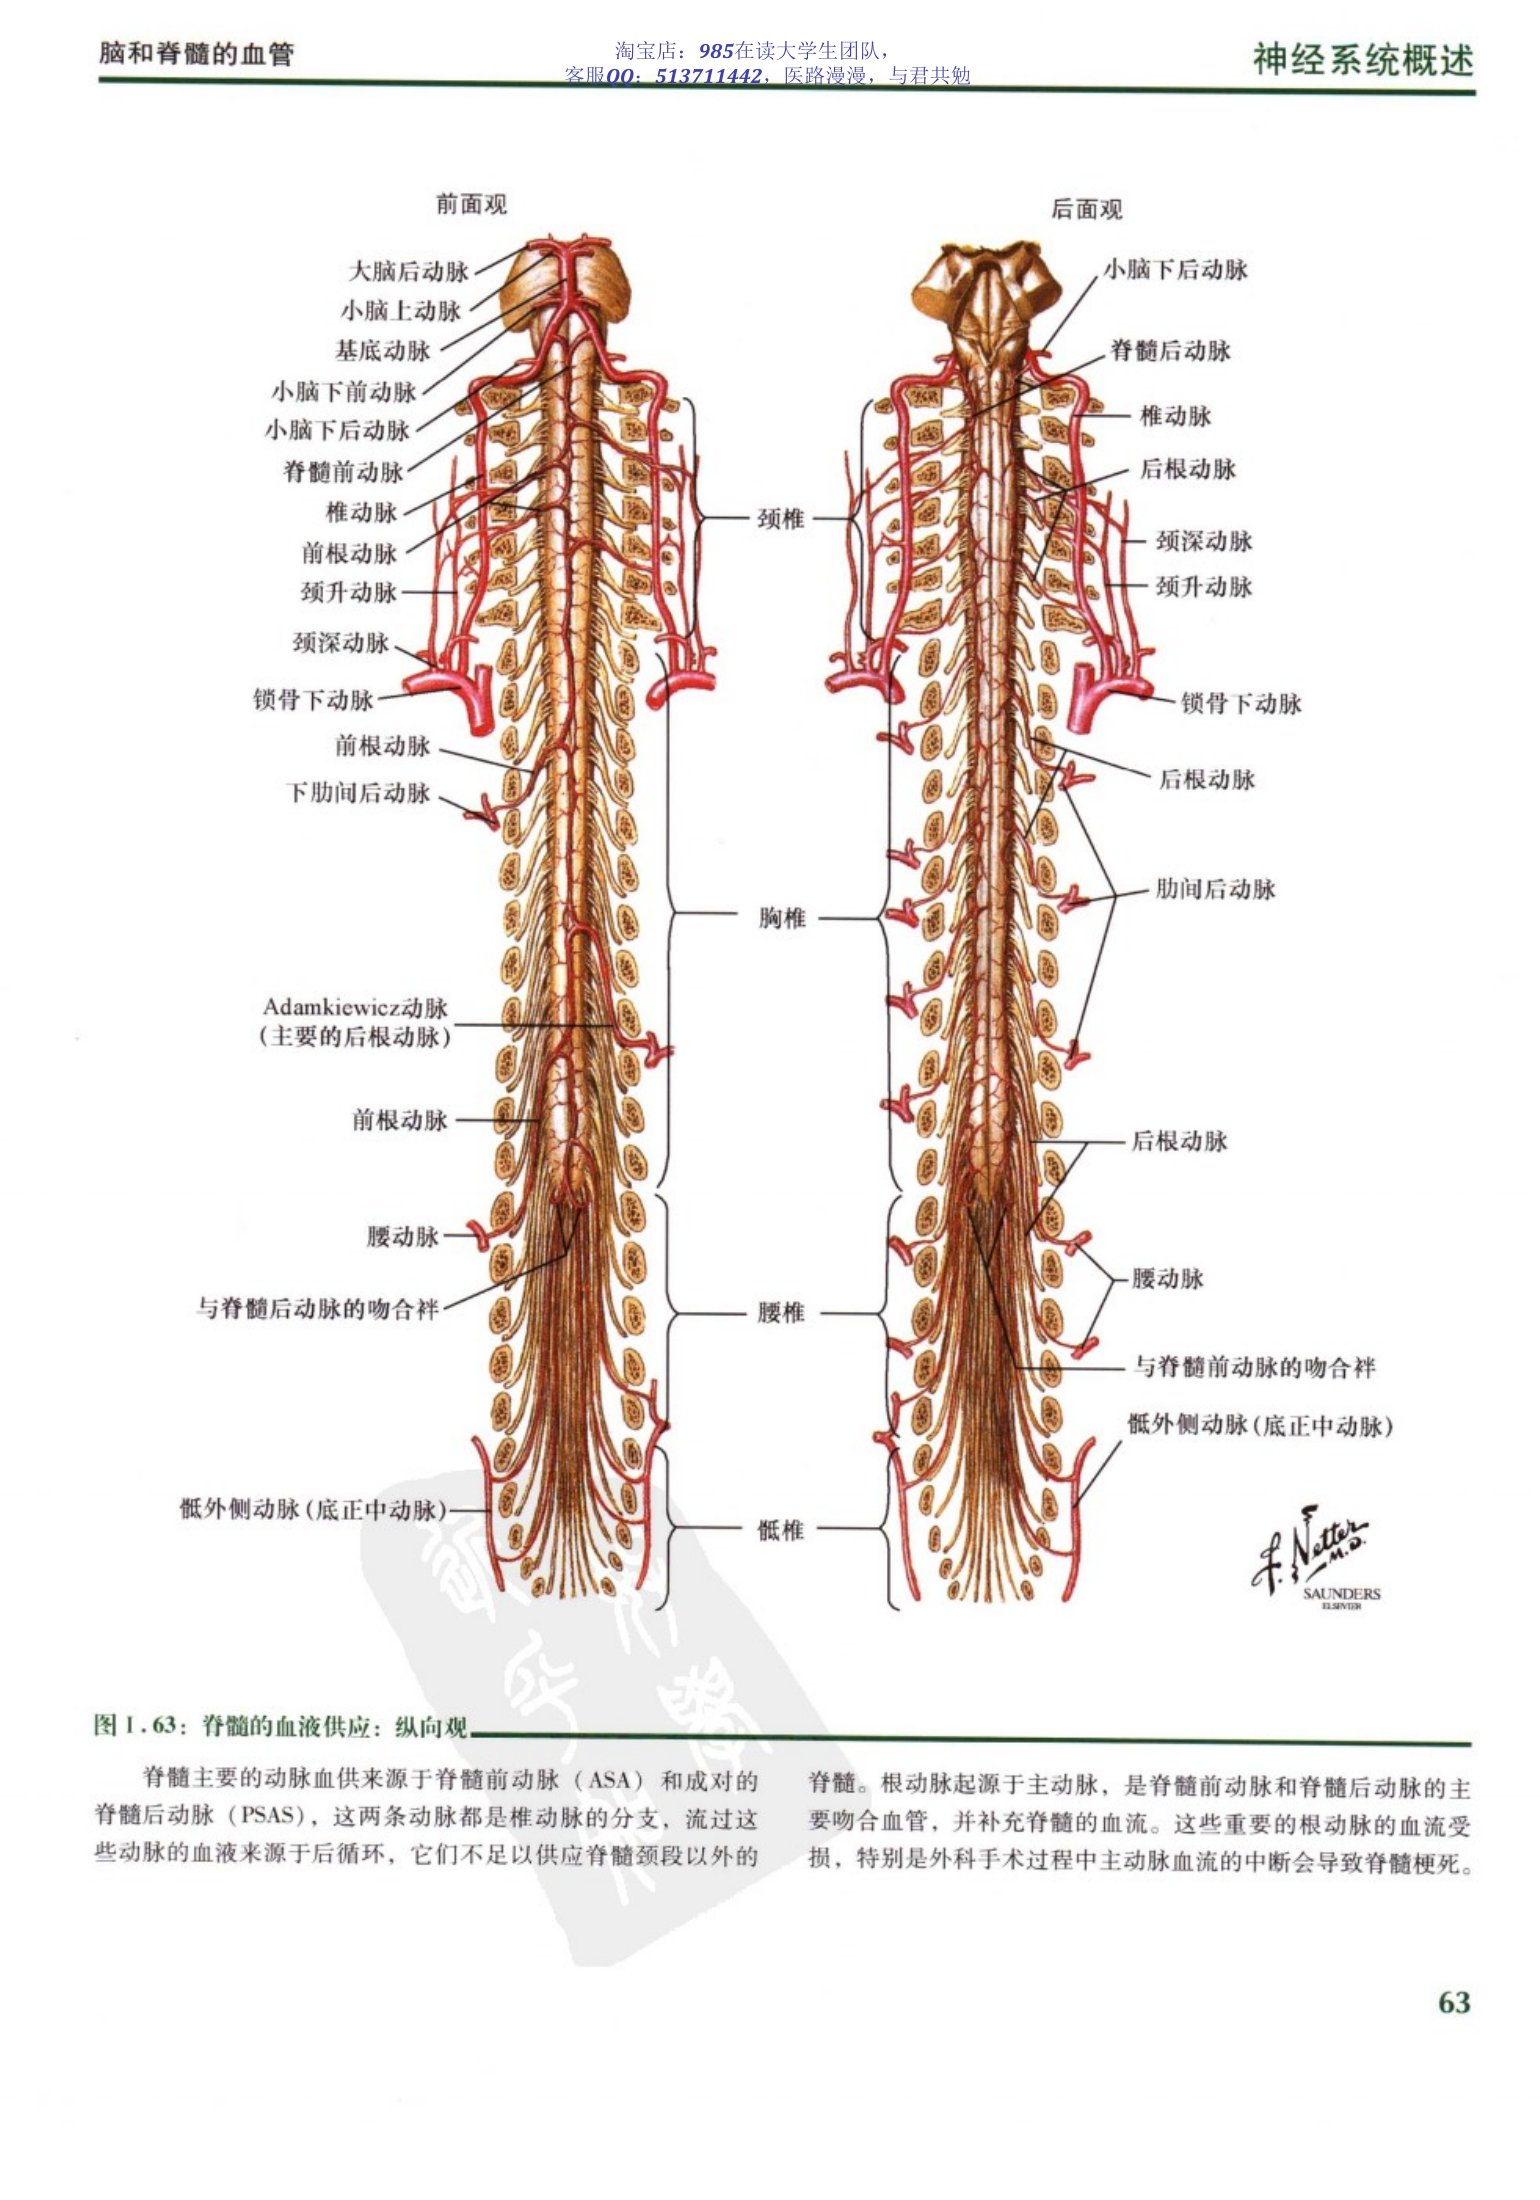 脑和脊髓的血管
淘宝店：985在读大学生团队，
客服QQ：513711442，医路漫漫，与君共勉
神经系统概述
前面观
大脑后动脉
小脑上动脉
基底动脉
小脑下前动脉
小脑下后动脉
脊髓前动脉
椎动脉
前根动脉
颈升动脉
颈深动脉
锁骨下动脉
前根动脉
下肋间后动脉
Adamkiewicz动脉
(主要的后根动脉)
前根动脉
腰动脉
与脊髓后动脉的吻合袢
骶外侧动脉(底正中动脉)
颈椎
胸椎
腰椎
骶椎
后面观
小脑下后动脉
脊髓后动脉
椎动脉
后根动脉
颈深动脉
颈升动脉
锁骨下动脉
后根动脉
肋间后动脉
后根动脉
腰动脉
与脊髓前动脉的吻合袢
骶外侧动脉(底正中动脉)
F. Netter
M.D.
SAUNDERS
ELSEVIER
图 I.63：脊髓的血液供应：纵向观
脊髓主要的动脉血供来源于脊髓前动脉（ASA）和成对的
脊髓后动脉（PSAS），这两条动脉都是椎动脉的分支，流过这
些动脉的血液来源于后循环，它们不足以供应脊髓颈段以外的
脊髓。根动脉起源于主动脉，是脊髓前动脉和脊髓后动脉的主
要吻合血管，并补充脊髓的血流。这些重要的根动脉的血流受
损，特别是外科手术过程中主动脉血流的中断会导致脊髓梗死。
63